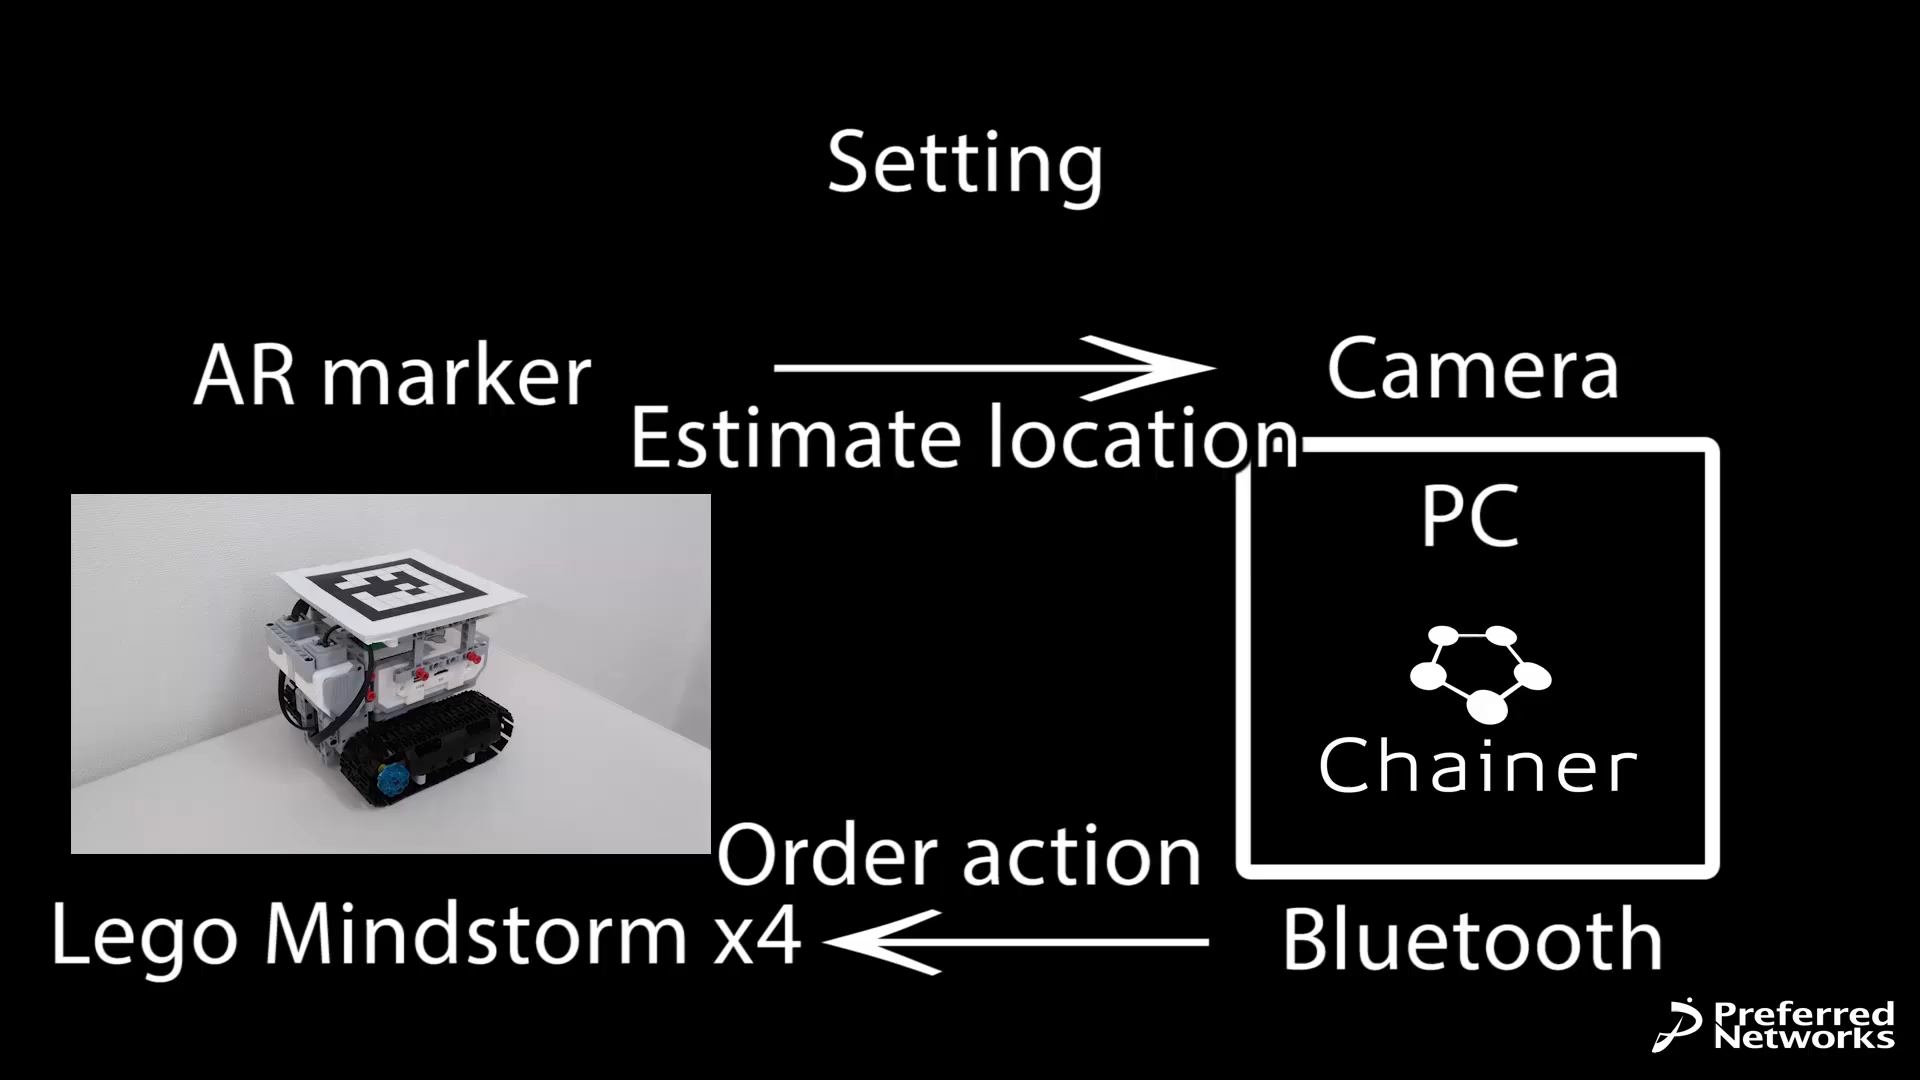 Setting
AR marker
Camera
Estimate location
PC
Chainer
Order action
Lego Mindstorm x4
Bluetooth
Preferred
Networks